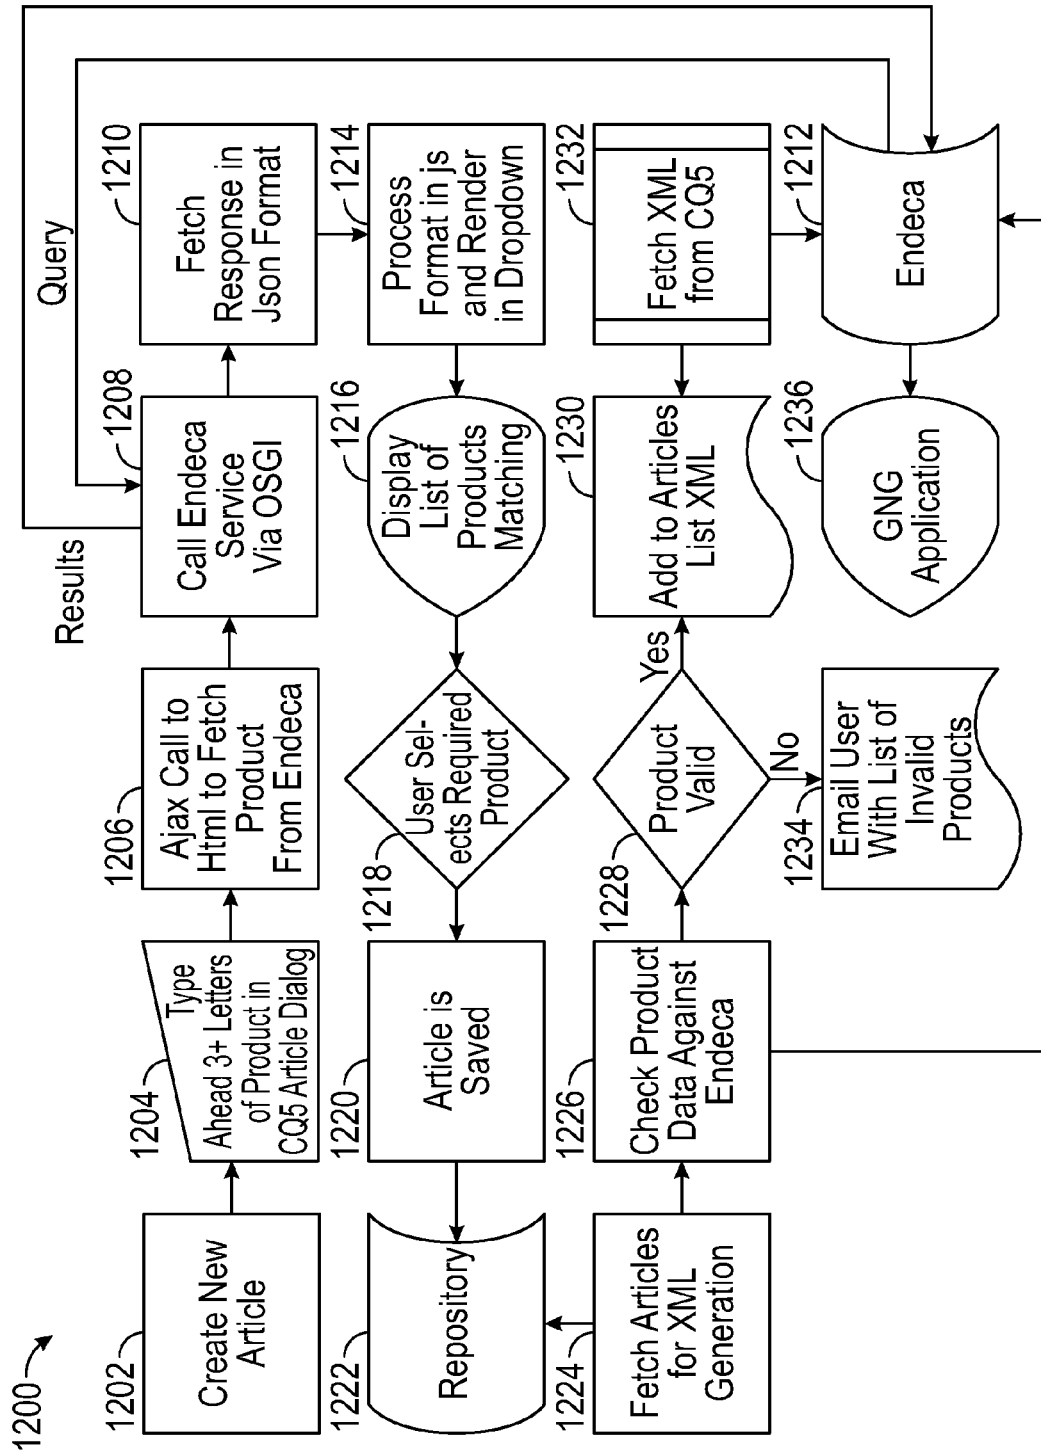 1200
1202
Create New
Article
1204
Type
Ahead 3+ Letters
of Product in
CQ5 Article Dialog
1206
Ajax Call to
Html to Fetch
Product
From Endeca
1208
Call Endeca
Service
Via OSGI
Results
Query
1210
Fetch
Response in
Json Format
1214
Process
Format in js
and Render
in Dropdown
1216
Display
List of
Products
Matching
1218
User Sel-
ects Required
Product
1220
Article is
Saved
1222
Repository
1224
Fetch Articles
for XML
Generation
1226
Check Product
Data Against
Endeca
1228
Product
Valid
Yes
No
1230
Add to Articles
List XML
1232
Fetch XML
from CQ5
1234
Email User
With List of
Invalid
Products
1236
GNG
Application
1212
Endeca